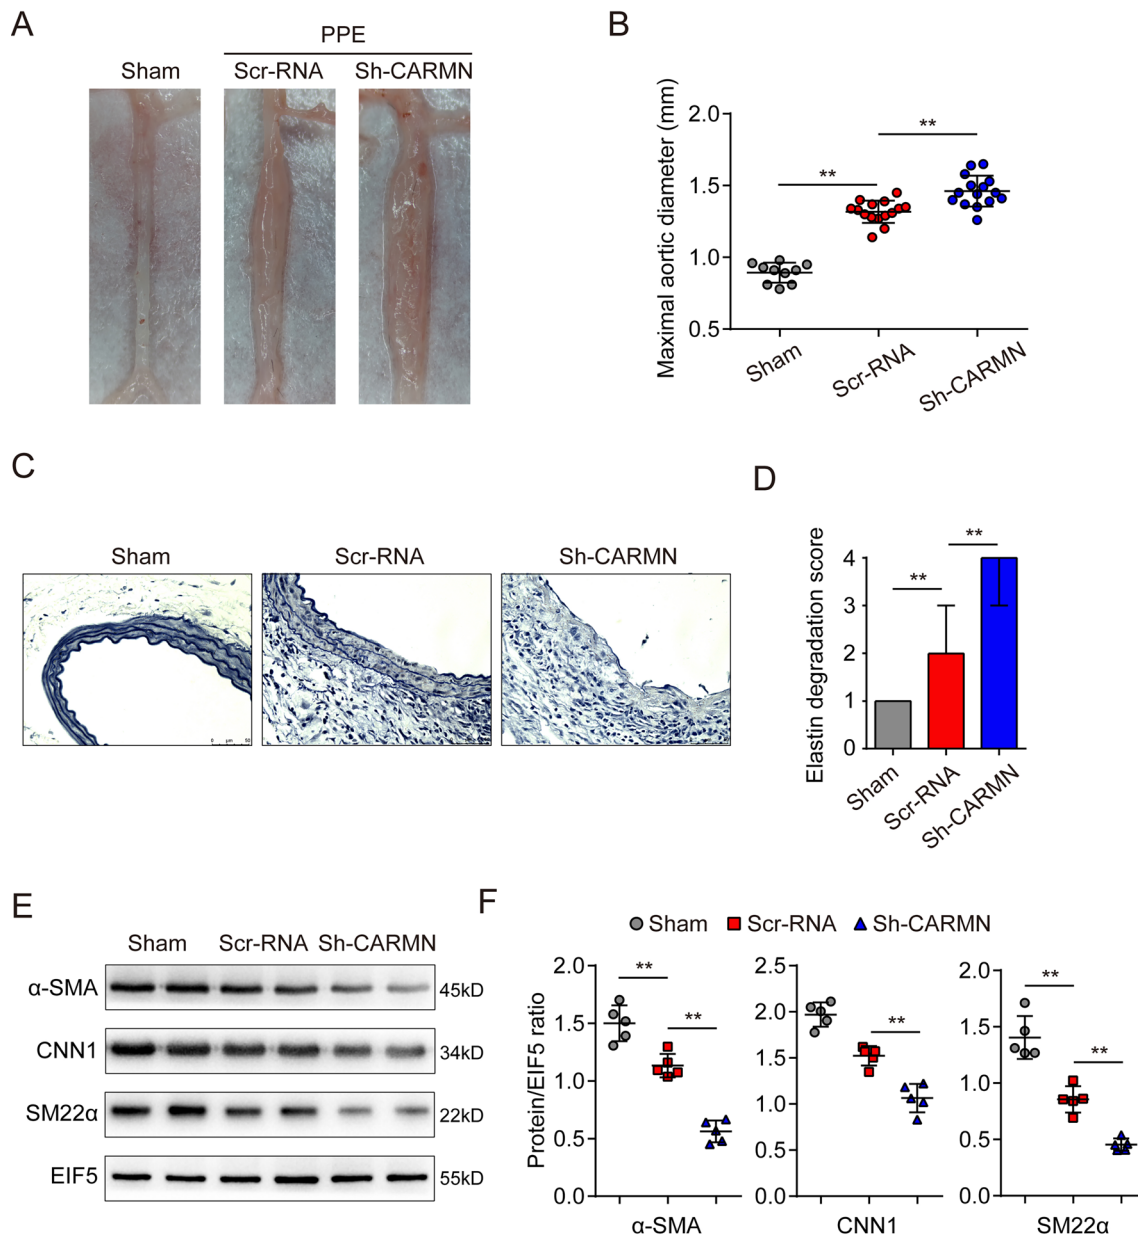 A
PPE
Sham Scr-RNA Sh-CARMN
B
Maximal aortic diameter (mm)
2.0
1.5
1.0
0.5
** **
Sham Scr-RNA Sh-CARMN
C
Sham Scr-RNA Sh-CARMN
0 µm 50
D
Elastin degradation score
4
3
2
1
0
** **
Sham Scr-RNA Sh-CARMN
E
Sham Scr-RNA Sh-CARMN
α-SMA 45kD
CNN1 34kD
SM22α 22kD
EIF5 55kD
F
Sham Scr-RNA Sh-CARMN
Protein/EIF5 ratio
2.0
1.5
1.0
0.5
0.0
** **
α-SMA
2.5
2.0
1.5
1.0
0.5
0.0
**
CNN1
2.0
1.5
1.0
0.5
0.0
** **
SM22α